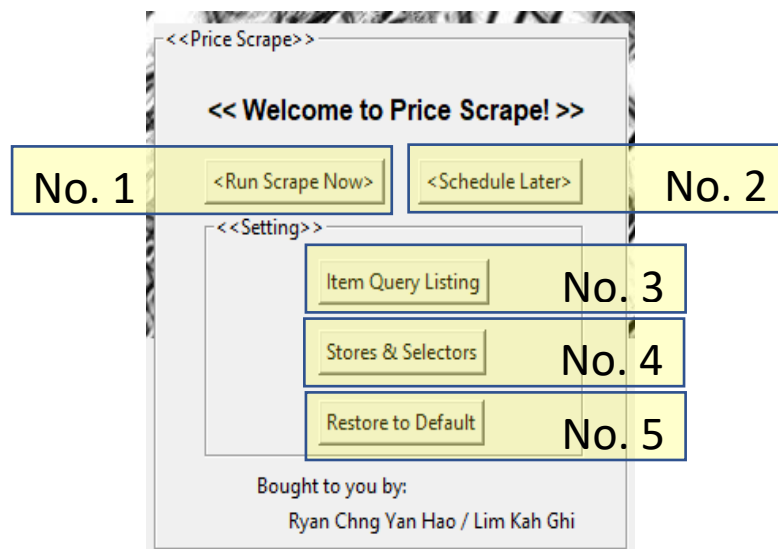 <<Price Scrape>>
<< Welcome to Price Scrape! >>
No. 1 <Run Scrape Now> <Schedule Later> No. 2
<<Setting>>
Item Query Listing No. 3
Stores & Selectors No. 4
Restore to Default No. 5
Bought to you by:
Ryan Chng Yan Hao / Lim Kah Ghi